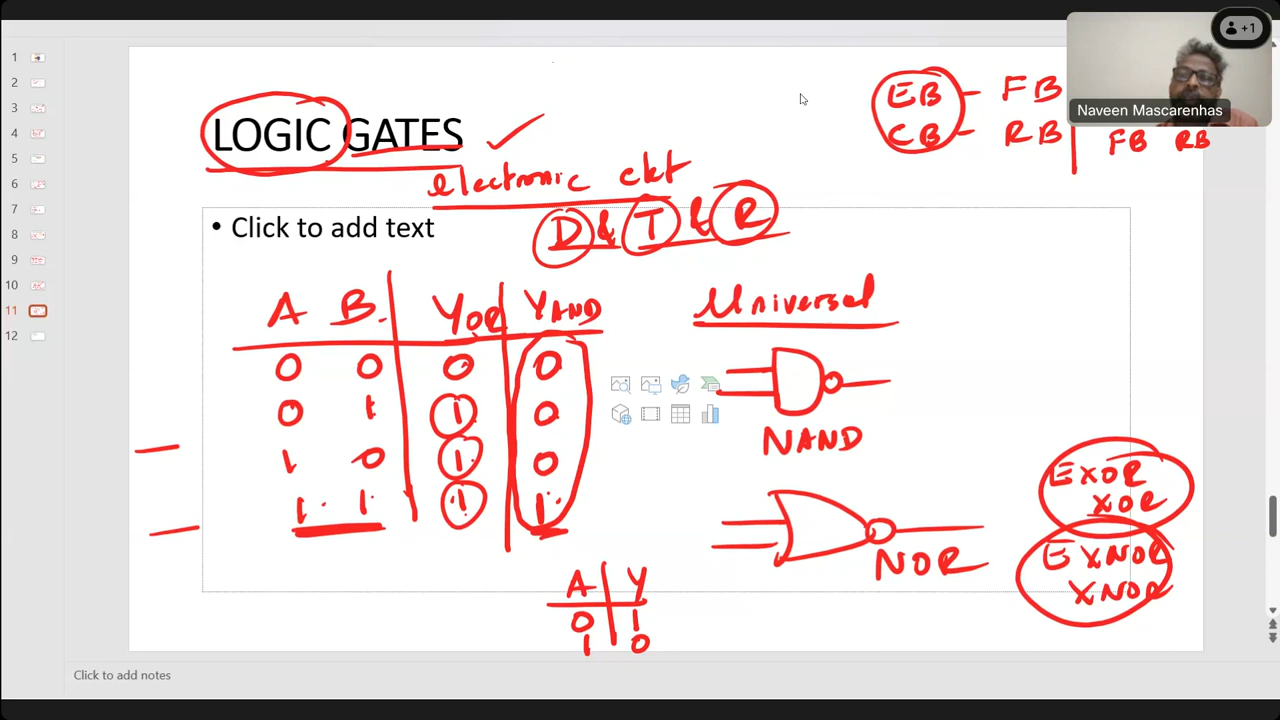 +1
Naveen Mascarenhas
1
2
3
4
5
6
7
8
9
10
11
12
LOGIC GATES
EB - FB
CB - RB
FB RB
electronic ckt
D & T & R
• Click to add text
A B Y OR Y AND
0 0 0 0
0 1 1 0
1 0 1 0
1 1 1 1
Universal
NAND
NOR
EXOR
XOR
EXNOR
XNOR
A Y
0 1
1 0
Click to add notes